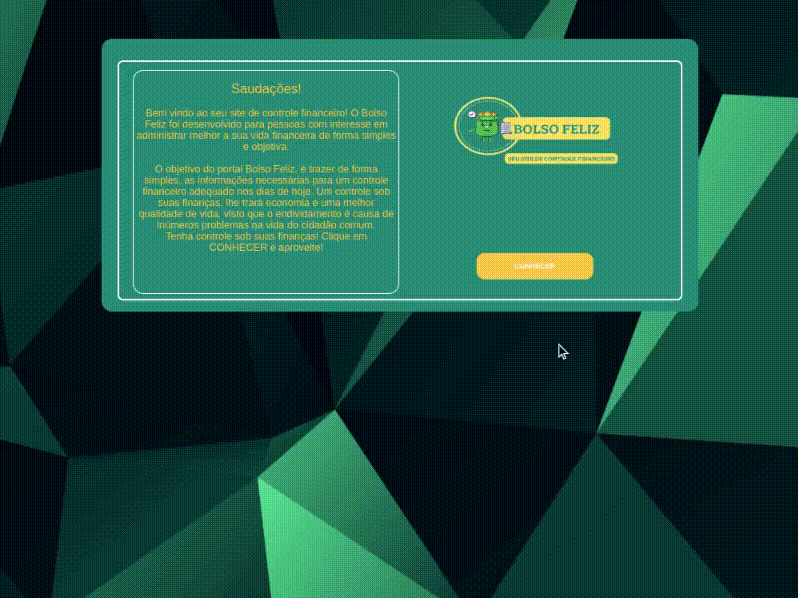 Saudações!
Bem vindo ao seu site de controle financeiro! O Bolso
Feliz foi desenvolvido para pessoas com interesse em
administrar melhor a sua vida financeira de forma simples
e objetiva.
O objetivo do portal Bolso Feliz, é trazer de forma
simples, as informações necessárias para um controle
financeiro adequado nos dias de hoje. Um controle sob
suas finanças, lhe trará economia e uma melhor
qualidade de vida, visto que o endividamento é causa de
inúmeros problemas na vida do cidadão comum.
Tenha controle sob suas finanças! Clique em
CONHECER e aproveite!
BOLSO FELIZ
SEU SITE DE CONTROLE FINANCEIRO
CONHECER